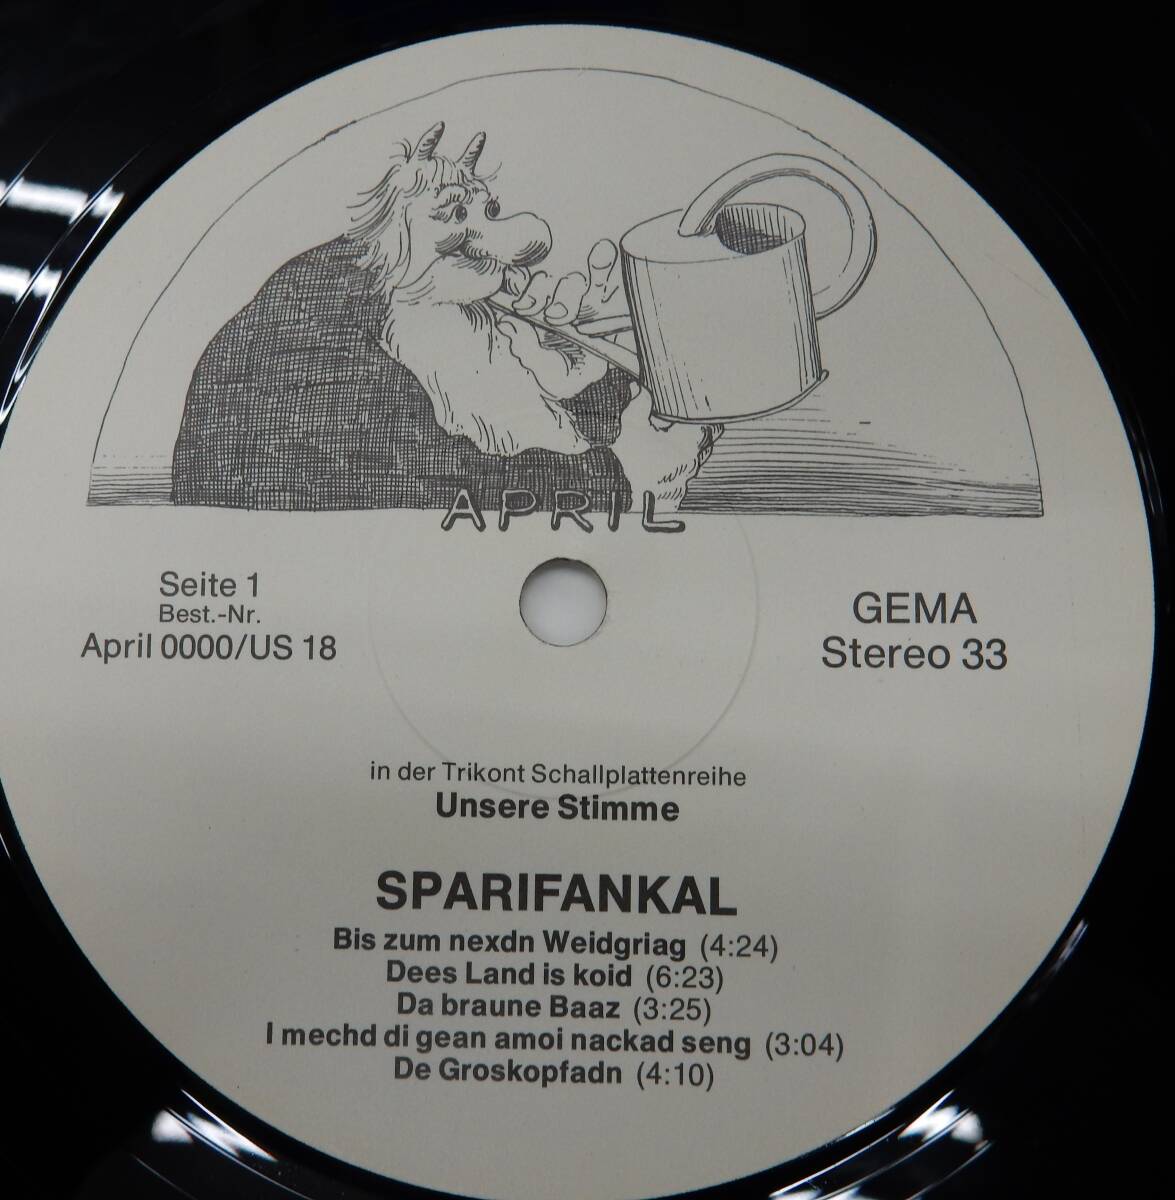 APRIL
Seite 1
Best.-Nr.
April 0000/US 18
GEMA
Stereo 33
in der Trikont Schallplattenreihe
Unsere Stimme
SPARIFANKAL
Bis zum nexdn Weidgriag (4:24)
Dees Land is koid (6:23)
Da braune Baaz (3:25)
I mechd di gean amoi nackad seng (3:04)
De Groskopfadn (4:10)